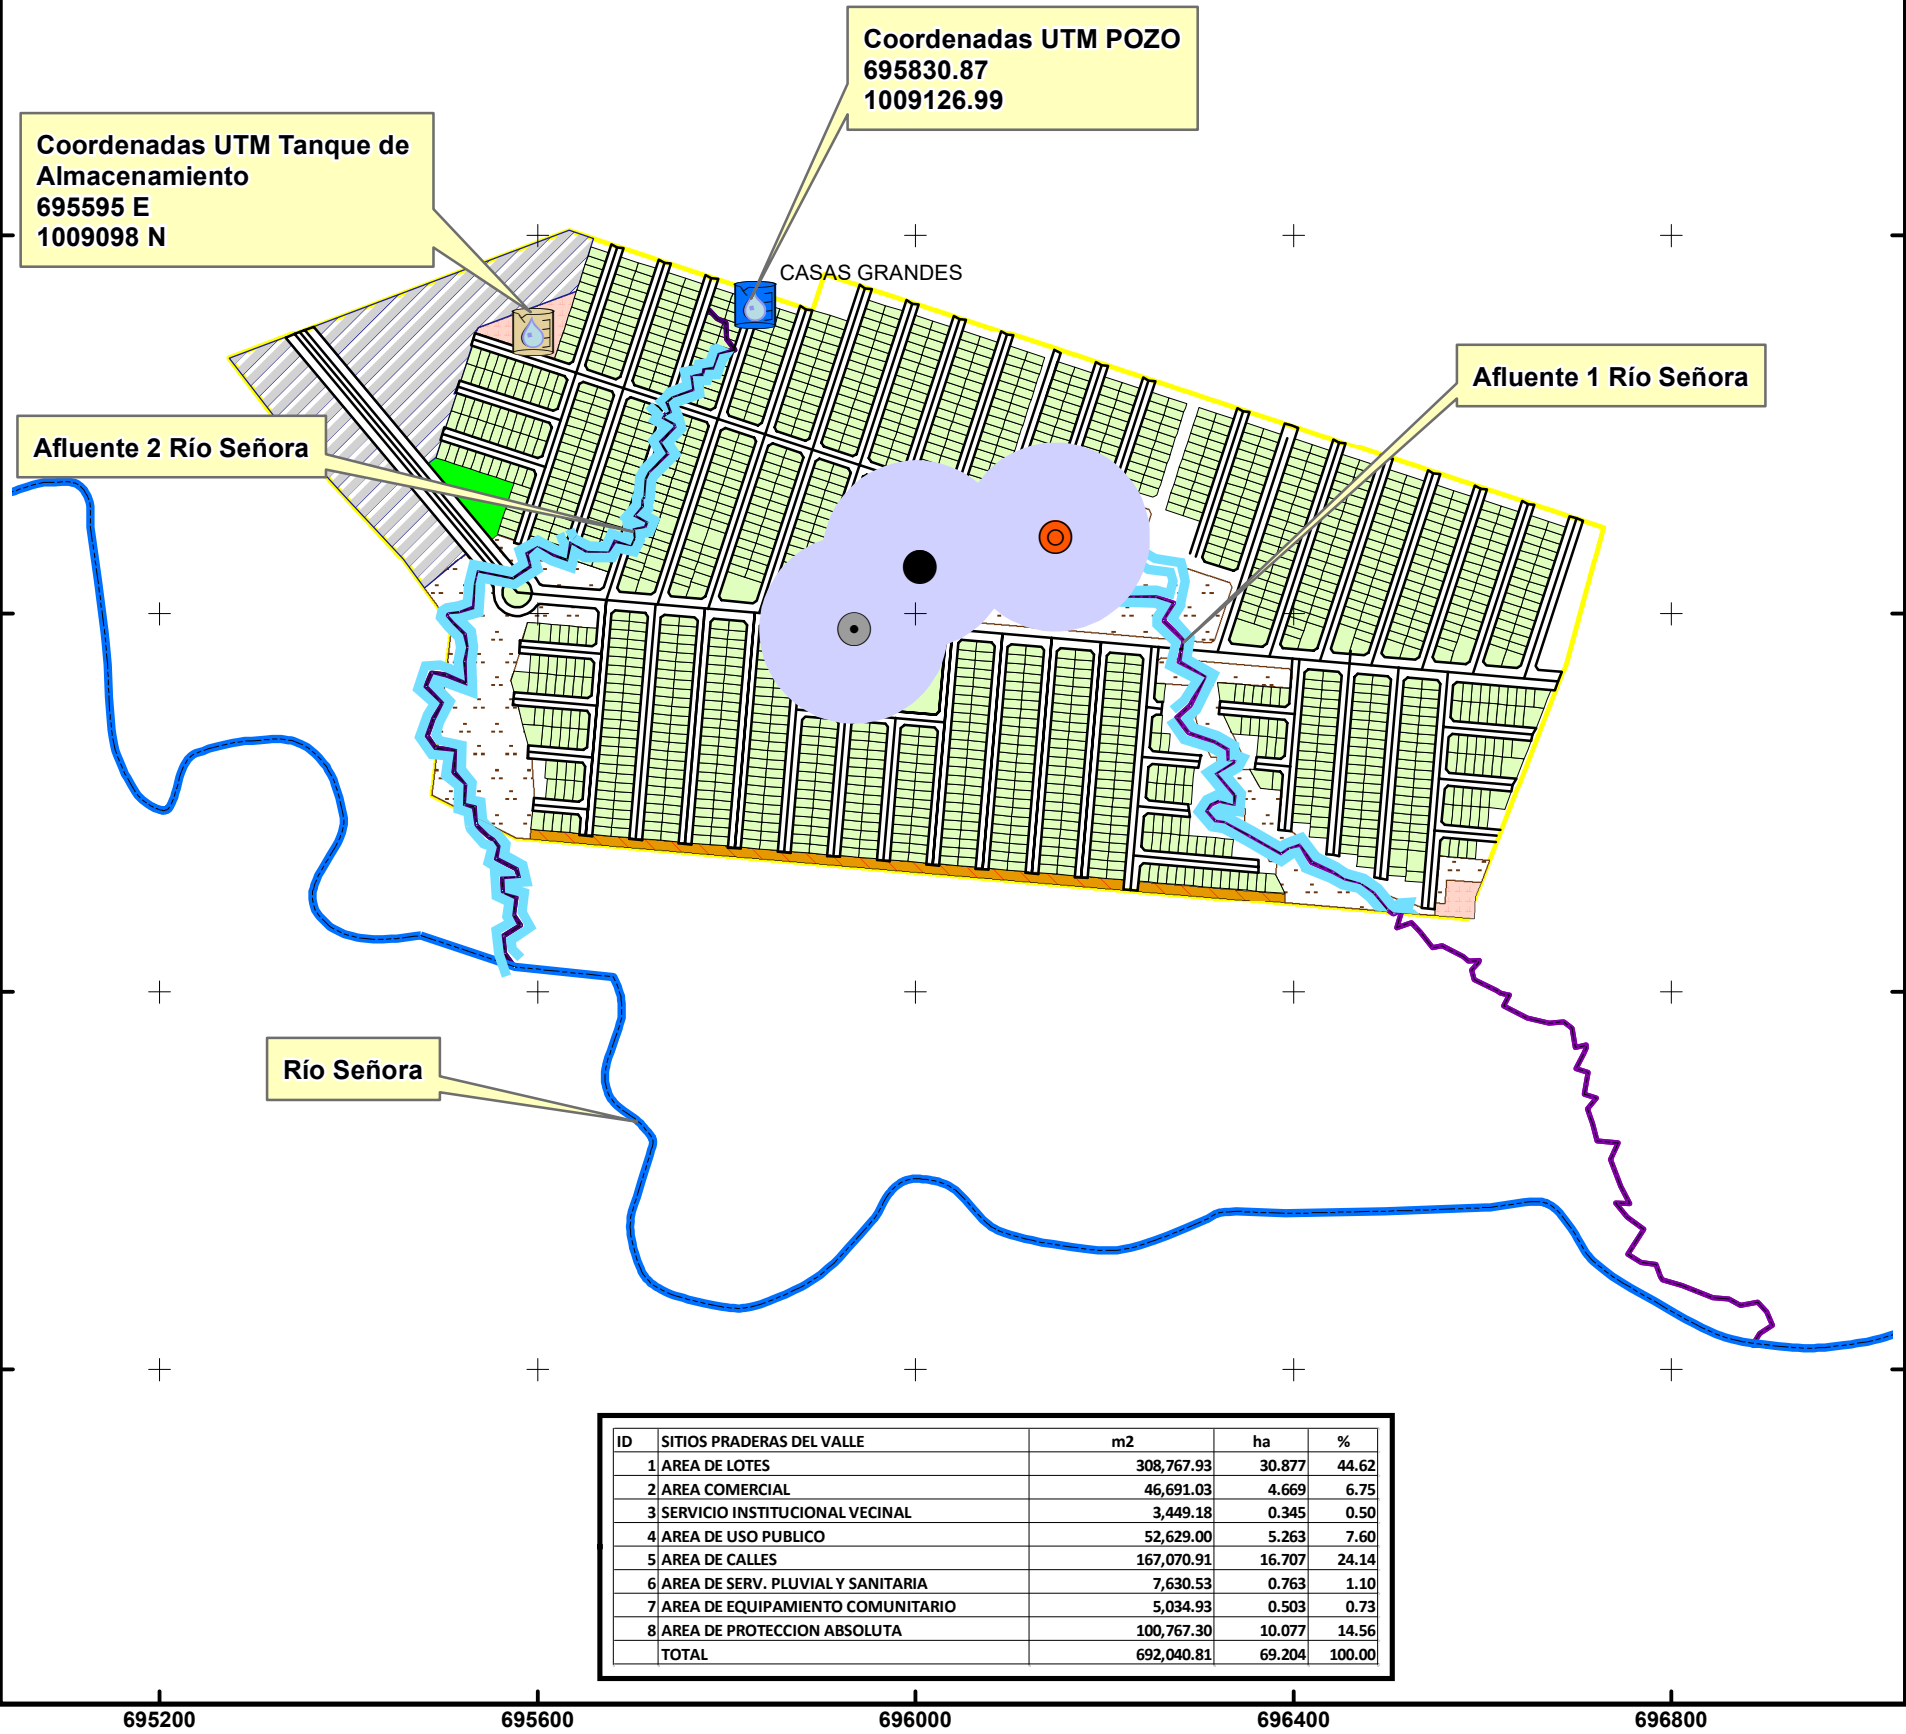 Coordenadas UTM POZO
695830.87
1009126.99
Coordenadas UTM Tanque de
Almacenamiento
695595 E
1009098 N
CASAS GRANDES
Afluente 1 Río Señora
Afluente 2 Río Señora
Río Señora
ID SITIOS PRADERAS DEL VALLE m2 ha %
1 AREA DE LOTES 308,767.93 30.877 44.62
2 AREA COMERCIAL 46,691.03 4.669 6.75
3 SERVICIO INSTITUCIONAL VECINAL 3,449.18 0.345 0.50
4 AREA DE USO PUBLICO 52,629.00 5.263 7.60
5 AREA DE CALLES 167,070.91 16.707 24.14
6 AREA DE SERV. PLUVIAL Y SANITARIA 7,630.53 0.763 1.10
7 AREA DE EQUIPAMIENTO COMUNITARIO 5,034.93 0.503 0.73
8 AREA DE PROTECCION ABSOLUTA 100,767.30 10.077 14.56
TOTAL 692,040.81 69.204 100.00
695200 695600 696000 696400 696800